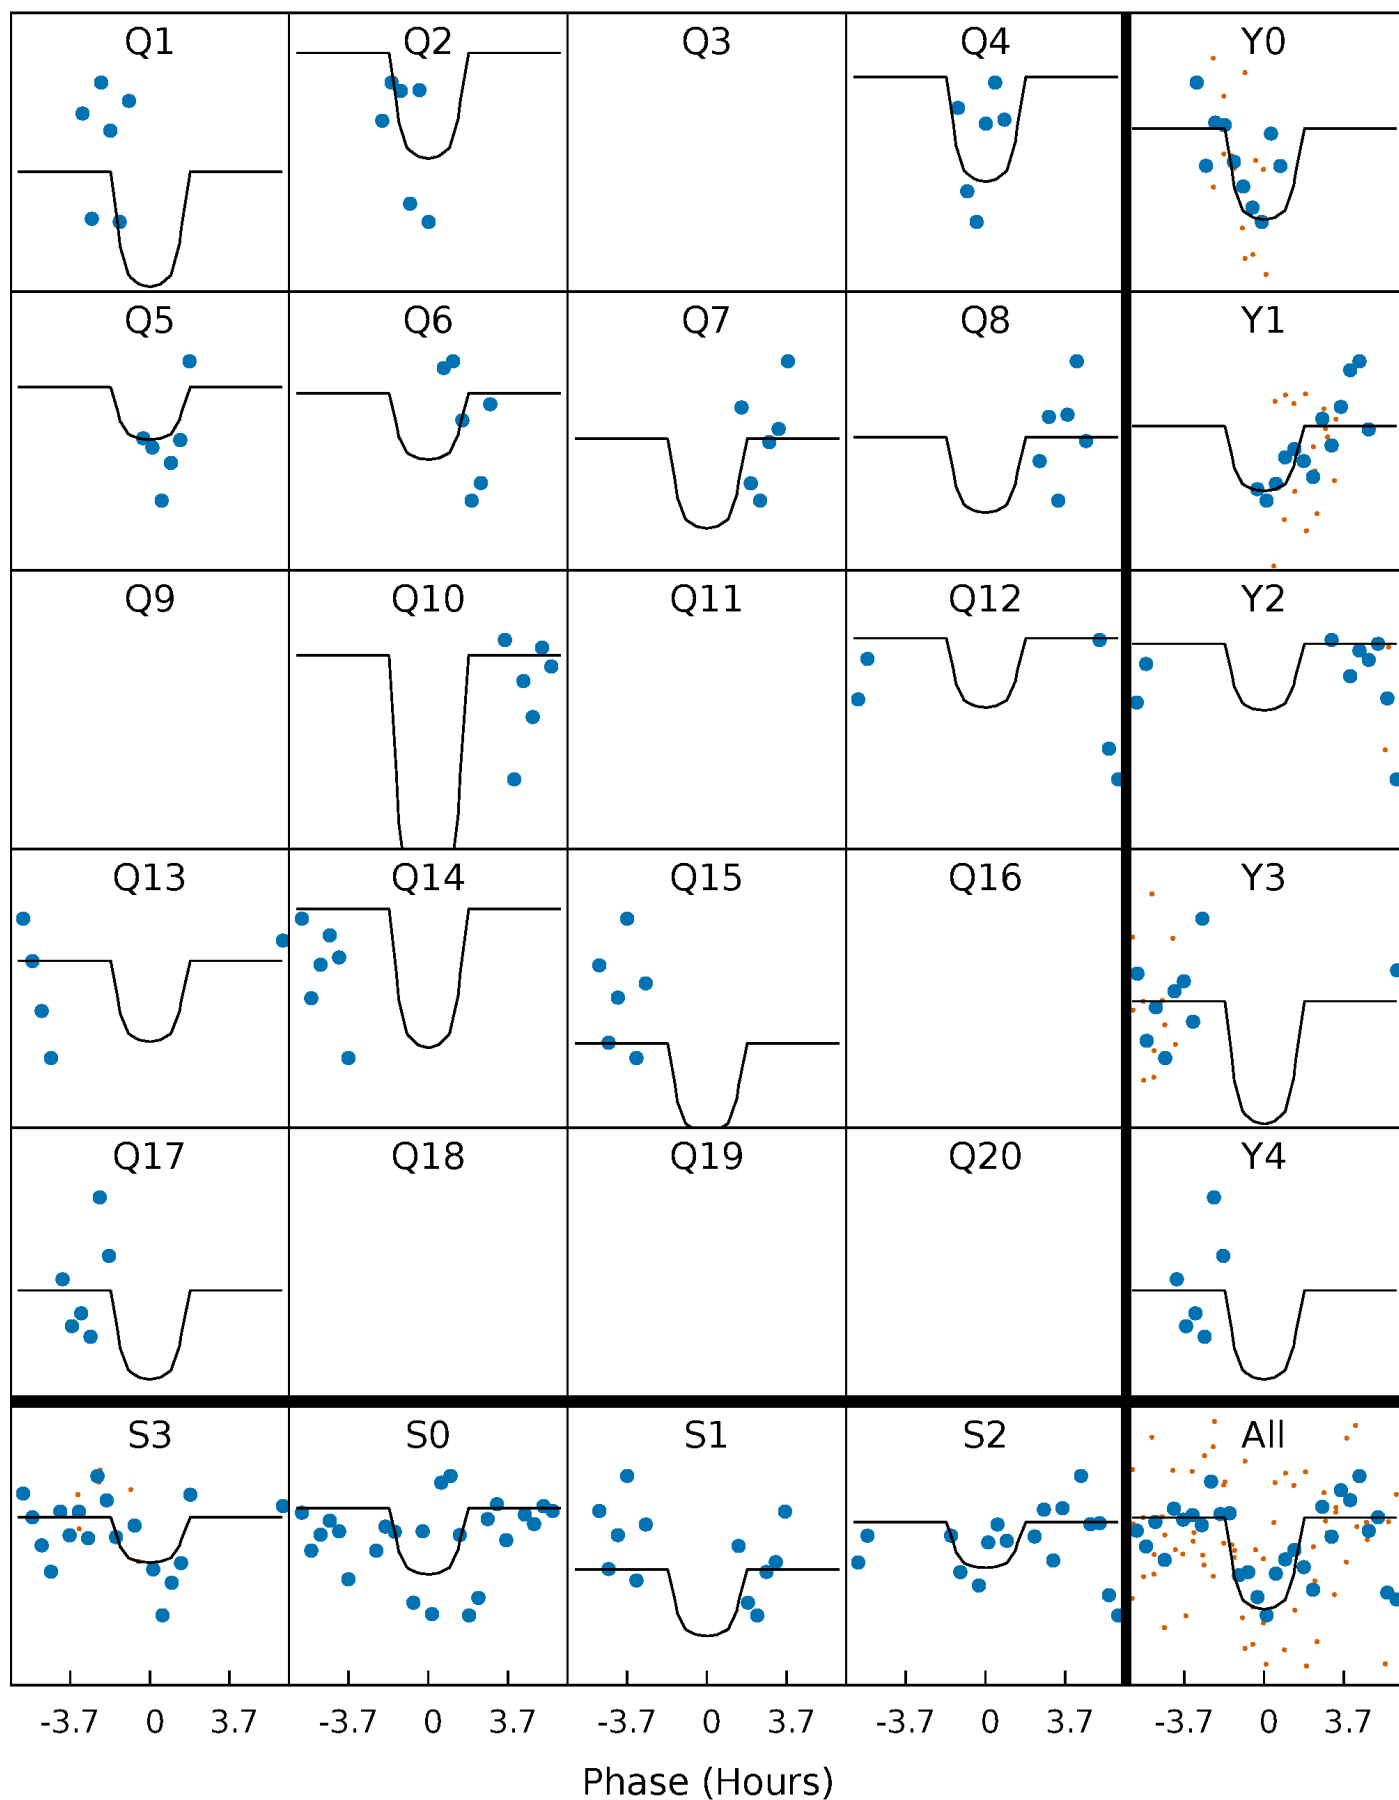 Q1 Q2 Q3 Q4 Y0
Q5 Q6 Q7 Q8 Y1
Q9 Q10 Q11 Q12 Y2
Q13 Q14 Q15 Q16 Y3
Q17 Q18 Q19 Q20 Y4
S3 S0 S1 S2 All
-3.7 0 3.7 -3.7 0 3.7 -3.7 0 3.7 -3.7 0 3.7 -3.7 0 3.7
Phase (Hours)